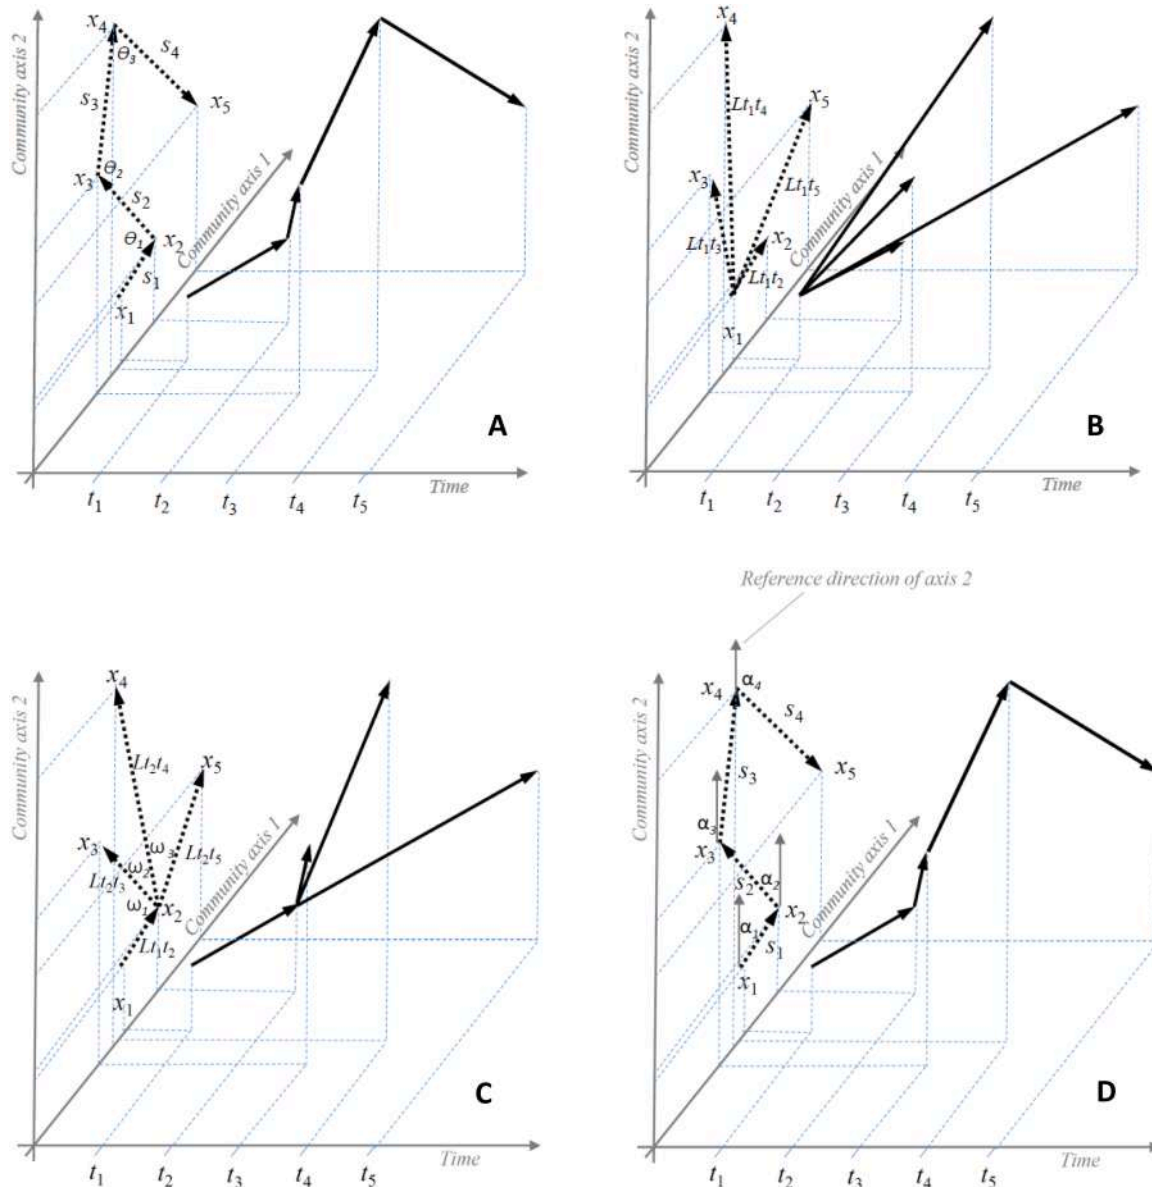 Community axis 2
x4
θ3
s4
s3
x5
θ2
x3
s2
θ1
x2
s1
x1
Community axis 1
A
Time
t1 t2 t3 t4 t5
Community axis 2
x4
Lt1t4
x5
x3
Lt1t5
x2
Lt1t3
Lt1t2
x1
Community axis 1
B
Time
t1 t2 t3 t4 t5
Community axis 2
x4
Lt2t4
x5
x3
ω2
ω3
Lt2t5
Lt2t3
ω1
x2
Lt1t2
x1
Community axis 1
C
Time
t1 t2 t3 t4 t5
Reference direction of axis 2
Community axis 2
x4
α4
s4
s3
x5
α3
x3
s2
α2
x2
α1
s1
x1
Community axis 1
D
Time
t1 t2 t3 t4 t5